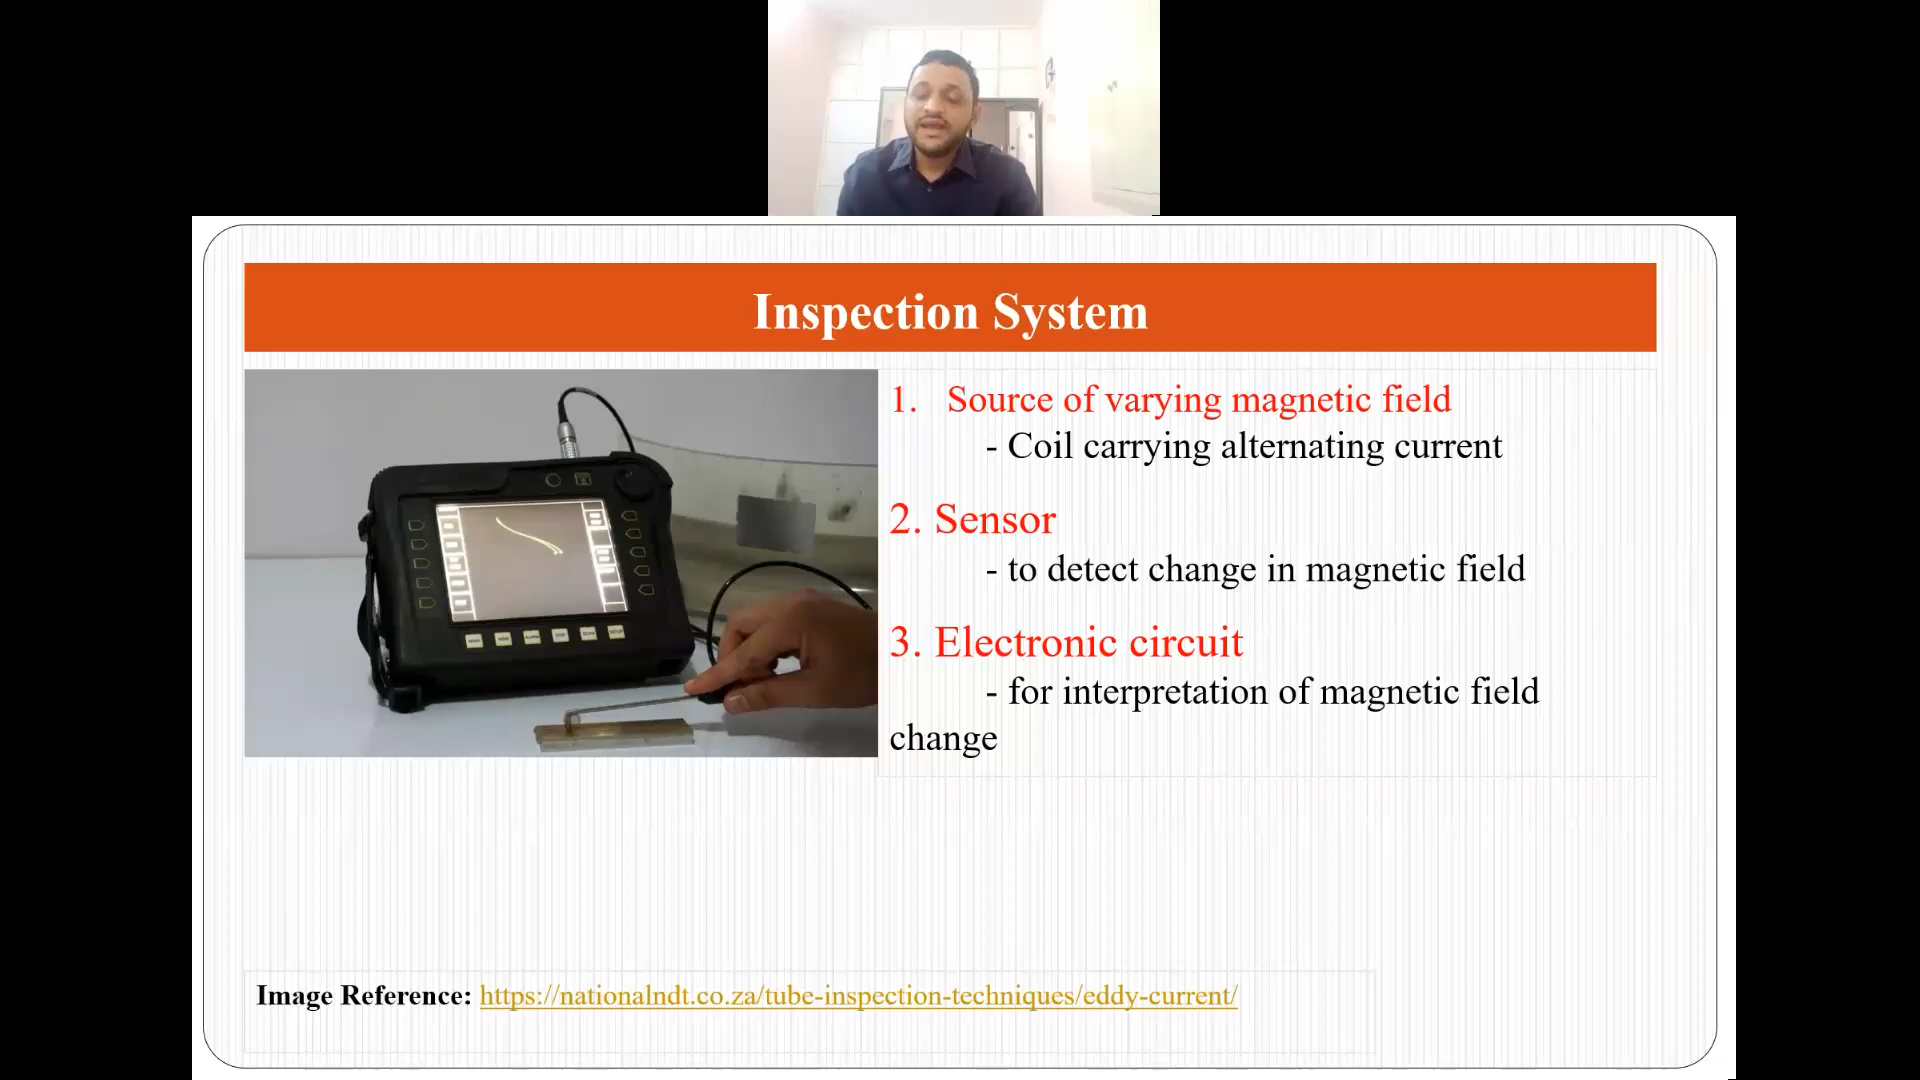 Inspection System
1. Source of varying magnetic field
- Coil carrying alternating current
2. Sensor
- to detect change in magnetic field
3. Electronic circuit
- for interpretation of magnetic field
change
Image Reference: https://nationalndt.co.za/tube-inspection-techniques/eddy-current/